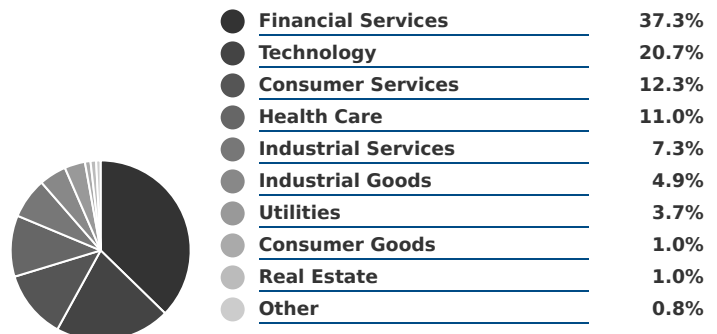 Financial Services 37.3%
Technology 20.7%
Consumer Services 12.3%
Health Care 11.0%
Industrial Services 7.3%
Industrial Goods 4.9%
Utilities 3.7%
Consumer Goods 1.0%
Real Estate 1.0%
Other 0.8%